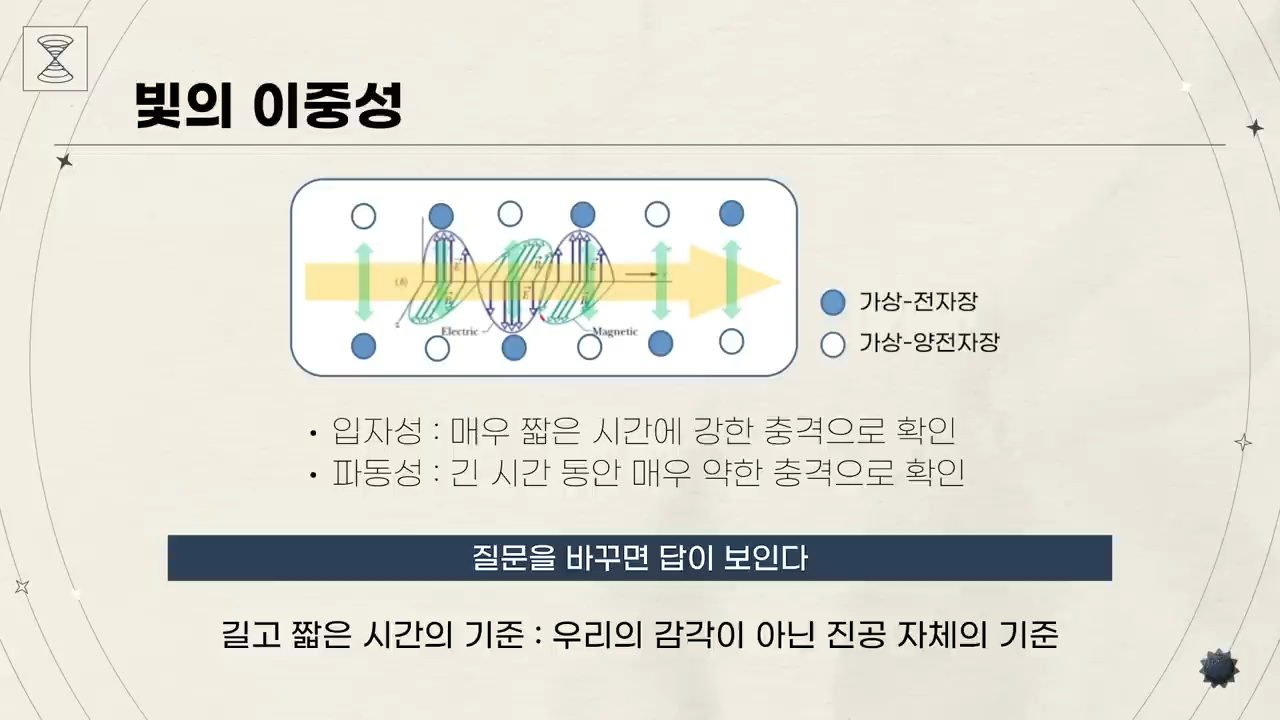 빛의 이중성
(B)
Electric
Magnetic
가상-전자장
가상-양전자장
• 입자성 : 매우 짧은 시간에 강한 충격으로 확인
• 파동성 : 긴 시간 동안 매우 약한 충격으로 확인
질문을 바꾸면 답이 보인다
길고 짧은 시간의 기준 : 우리의 감각이 아닌 진공 자체의 기준